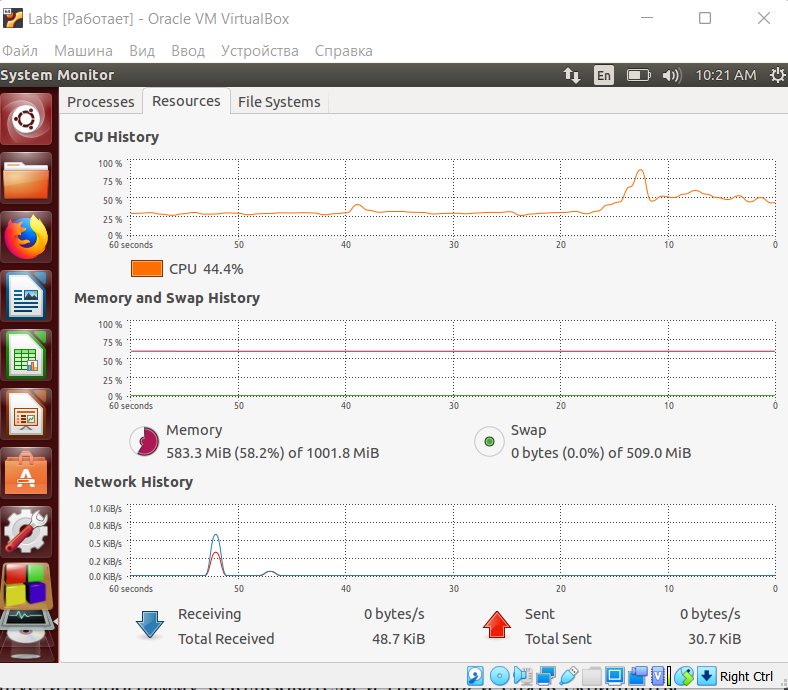 Labs [Работает] - Oracle VM VirtualBox
Файл Машина Вид Ввод Устройства Справка
System Monitor En 10:21 AM
Processes Resources File Systems
CPU History
100 %
75 %
50 %
25 %
0 %
60 seconds 50 40 30 20 10 0
CPU 44.4%
Memory and Swap History
100 %
75 %
50 %
25 %
0 %
60 seconds 50 40 30 20 10 0
Memory Swap
583.3 MiB (58.2%) of 1001.8 MiB 0 bytes (0.0%) of 509.0 MiB
Network History
1.0 KiB/s
0.8 KiB/s
0.5 KiB/s
0.2 KiB/s
0.0 KiB/s
60 seconds 50 40 30 20 10 0
Receiving 0 bytes/s Sent 0 bytes/s
Total Received 48.7 KiB Total Sent 30.7 KiB
Right Ctrl